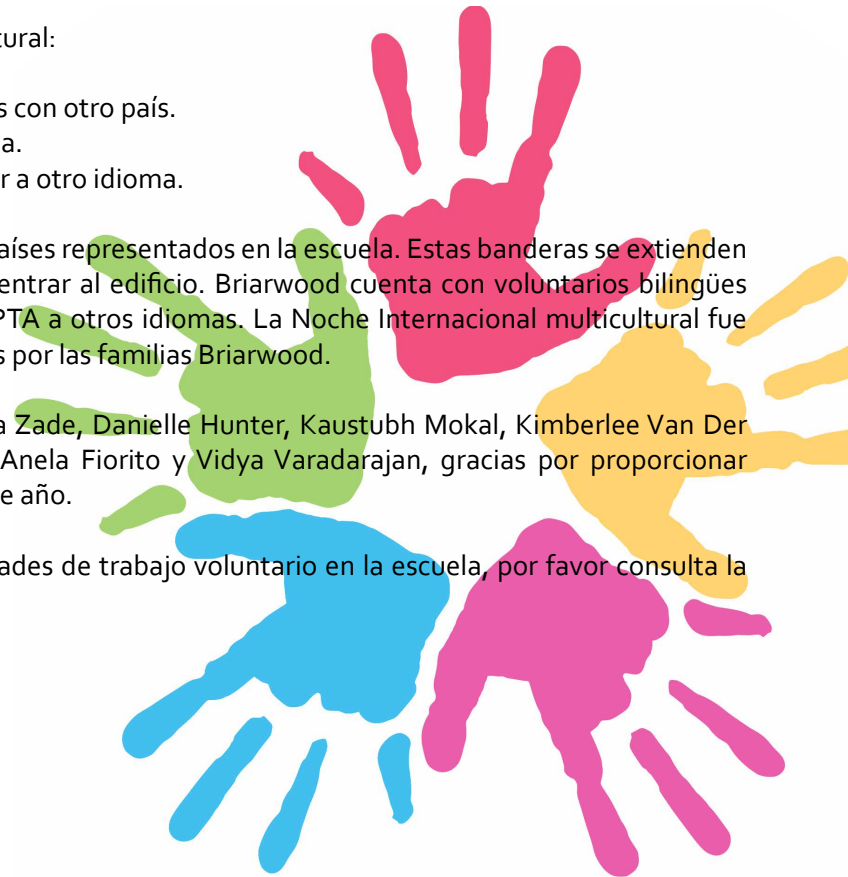 tural:
s con otro país.
a.
r a otro idioma.
aíses representados en la escuela. Estas banderas se extienden
entrar al edificio. Briarwood cuenta con voluntarios bilingües
PTA a otros idiomas. La Noche Internacional multicultural fue
s por las familias Briarwood.
a Zade, Danielle Hunter, Kaustubh Mokal, Kimberlee Van Der
Anela Fiorito y Vidya Varadarajan, gracias por proporcionar
e año.
ades de trabajo voluntario en la escuela, por favor consulta la